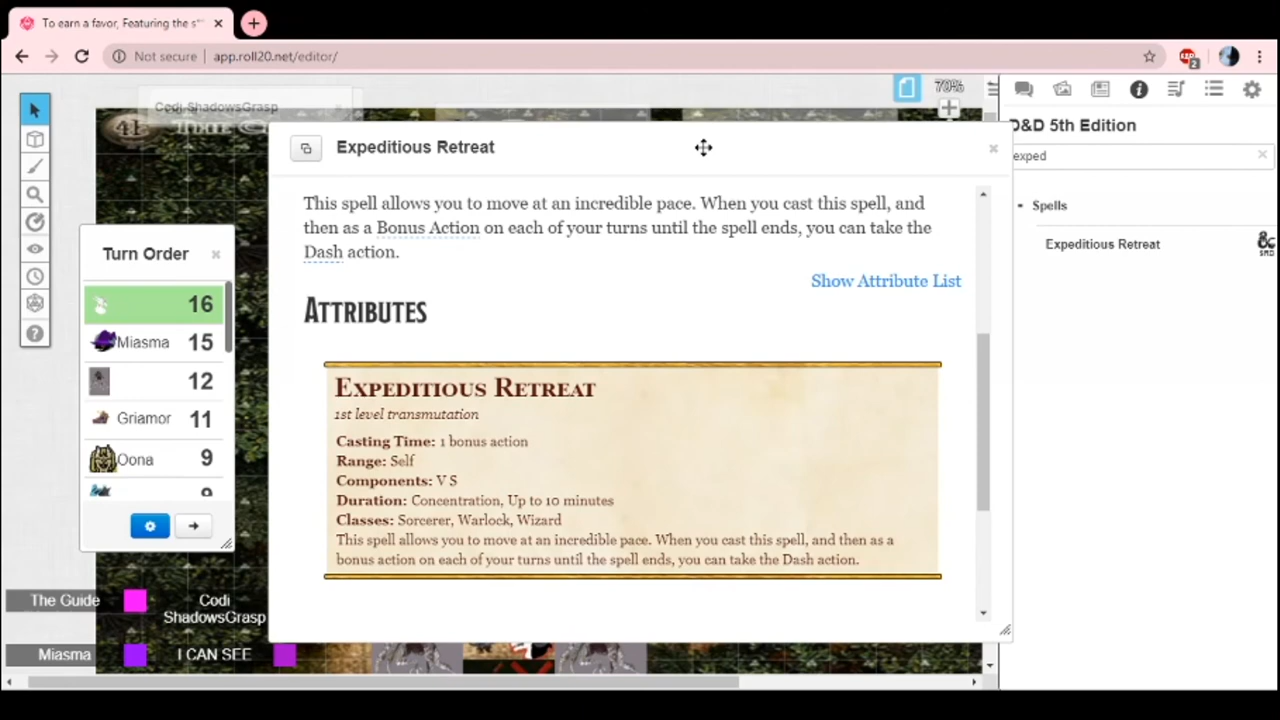 To earn a favor, Featuring the s
Not secure | app.roll20.net/editor/
2
Codi ShadowsGrasp
70%
41
Expeditious Retreat
D&D 5th Edition
exped
This spell allows you to move at an incredible pace. When you cast this spell, and
then as a Bonus Action on each of your turns until the spell ends, you can take the
Dash action.
Spells
Expeditious Retreat
SRD
Show Attribute List
Attributes
Turn Order
16
Miasma 15
12
Griamor 11
Oona 9
Expeditious Retreat
1st level transmutation
Casting Time: 1 bonus action
Range: Self
Components: V S
Duration: Concentration, Up to 10 minutes
Classes: Sorcerer, Warlock, Wizard
This spell allows you to move at an incredible pace. When you cast this spell, and then as a
bonus action on each of your turns until the spell ends, you can take the Dash action.
The Guide
Codi
ShadowsGrasp
Miasma
I CAN SEE